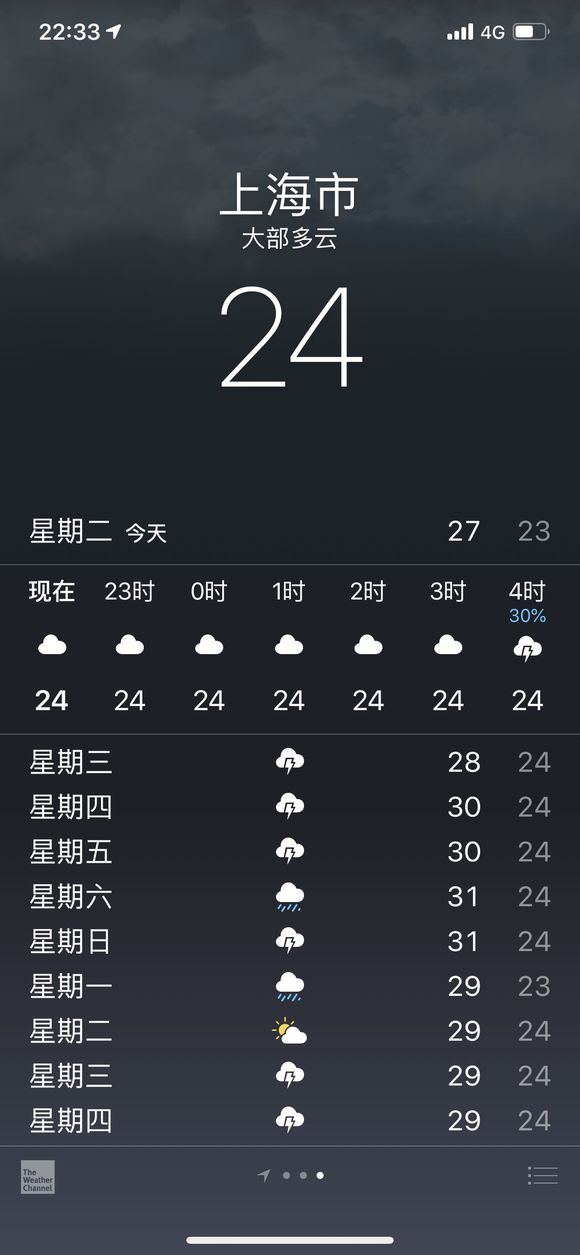 22:33 4G
上海市
大部多云
24
星期二 今天 27 23
现在 23时 0时 1时 2时 3时 4时
30%
24 24 24 24 24 24 24
星期三 28 24
星期四 30 24
星期五 30 24
星期六 31 24
星期日 31 24
星期一 29 23
星期二 29 24
星期三 29 24
星期四 29 24
The
Weather
Channel